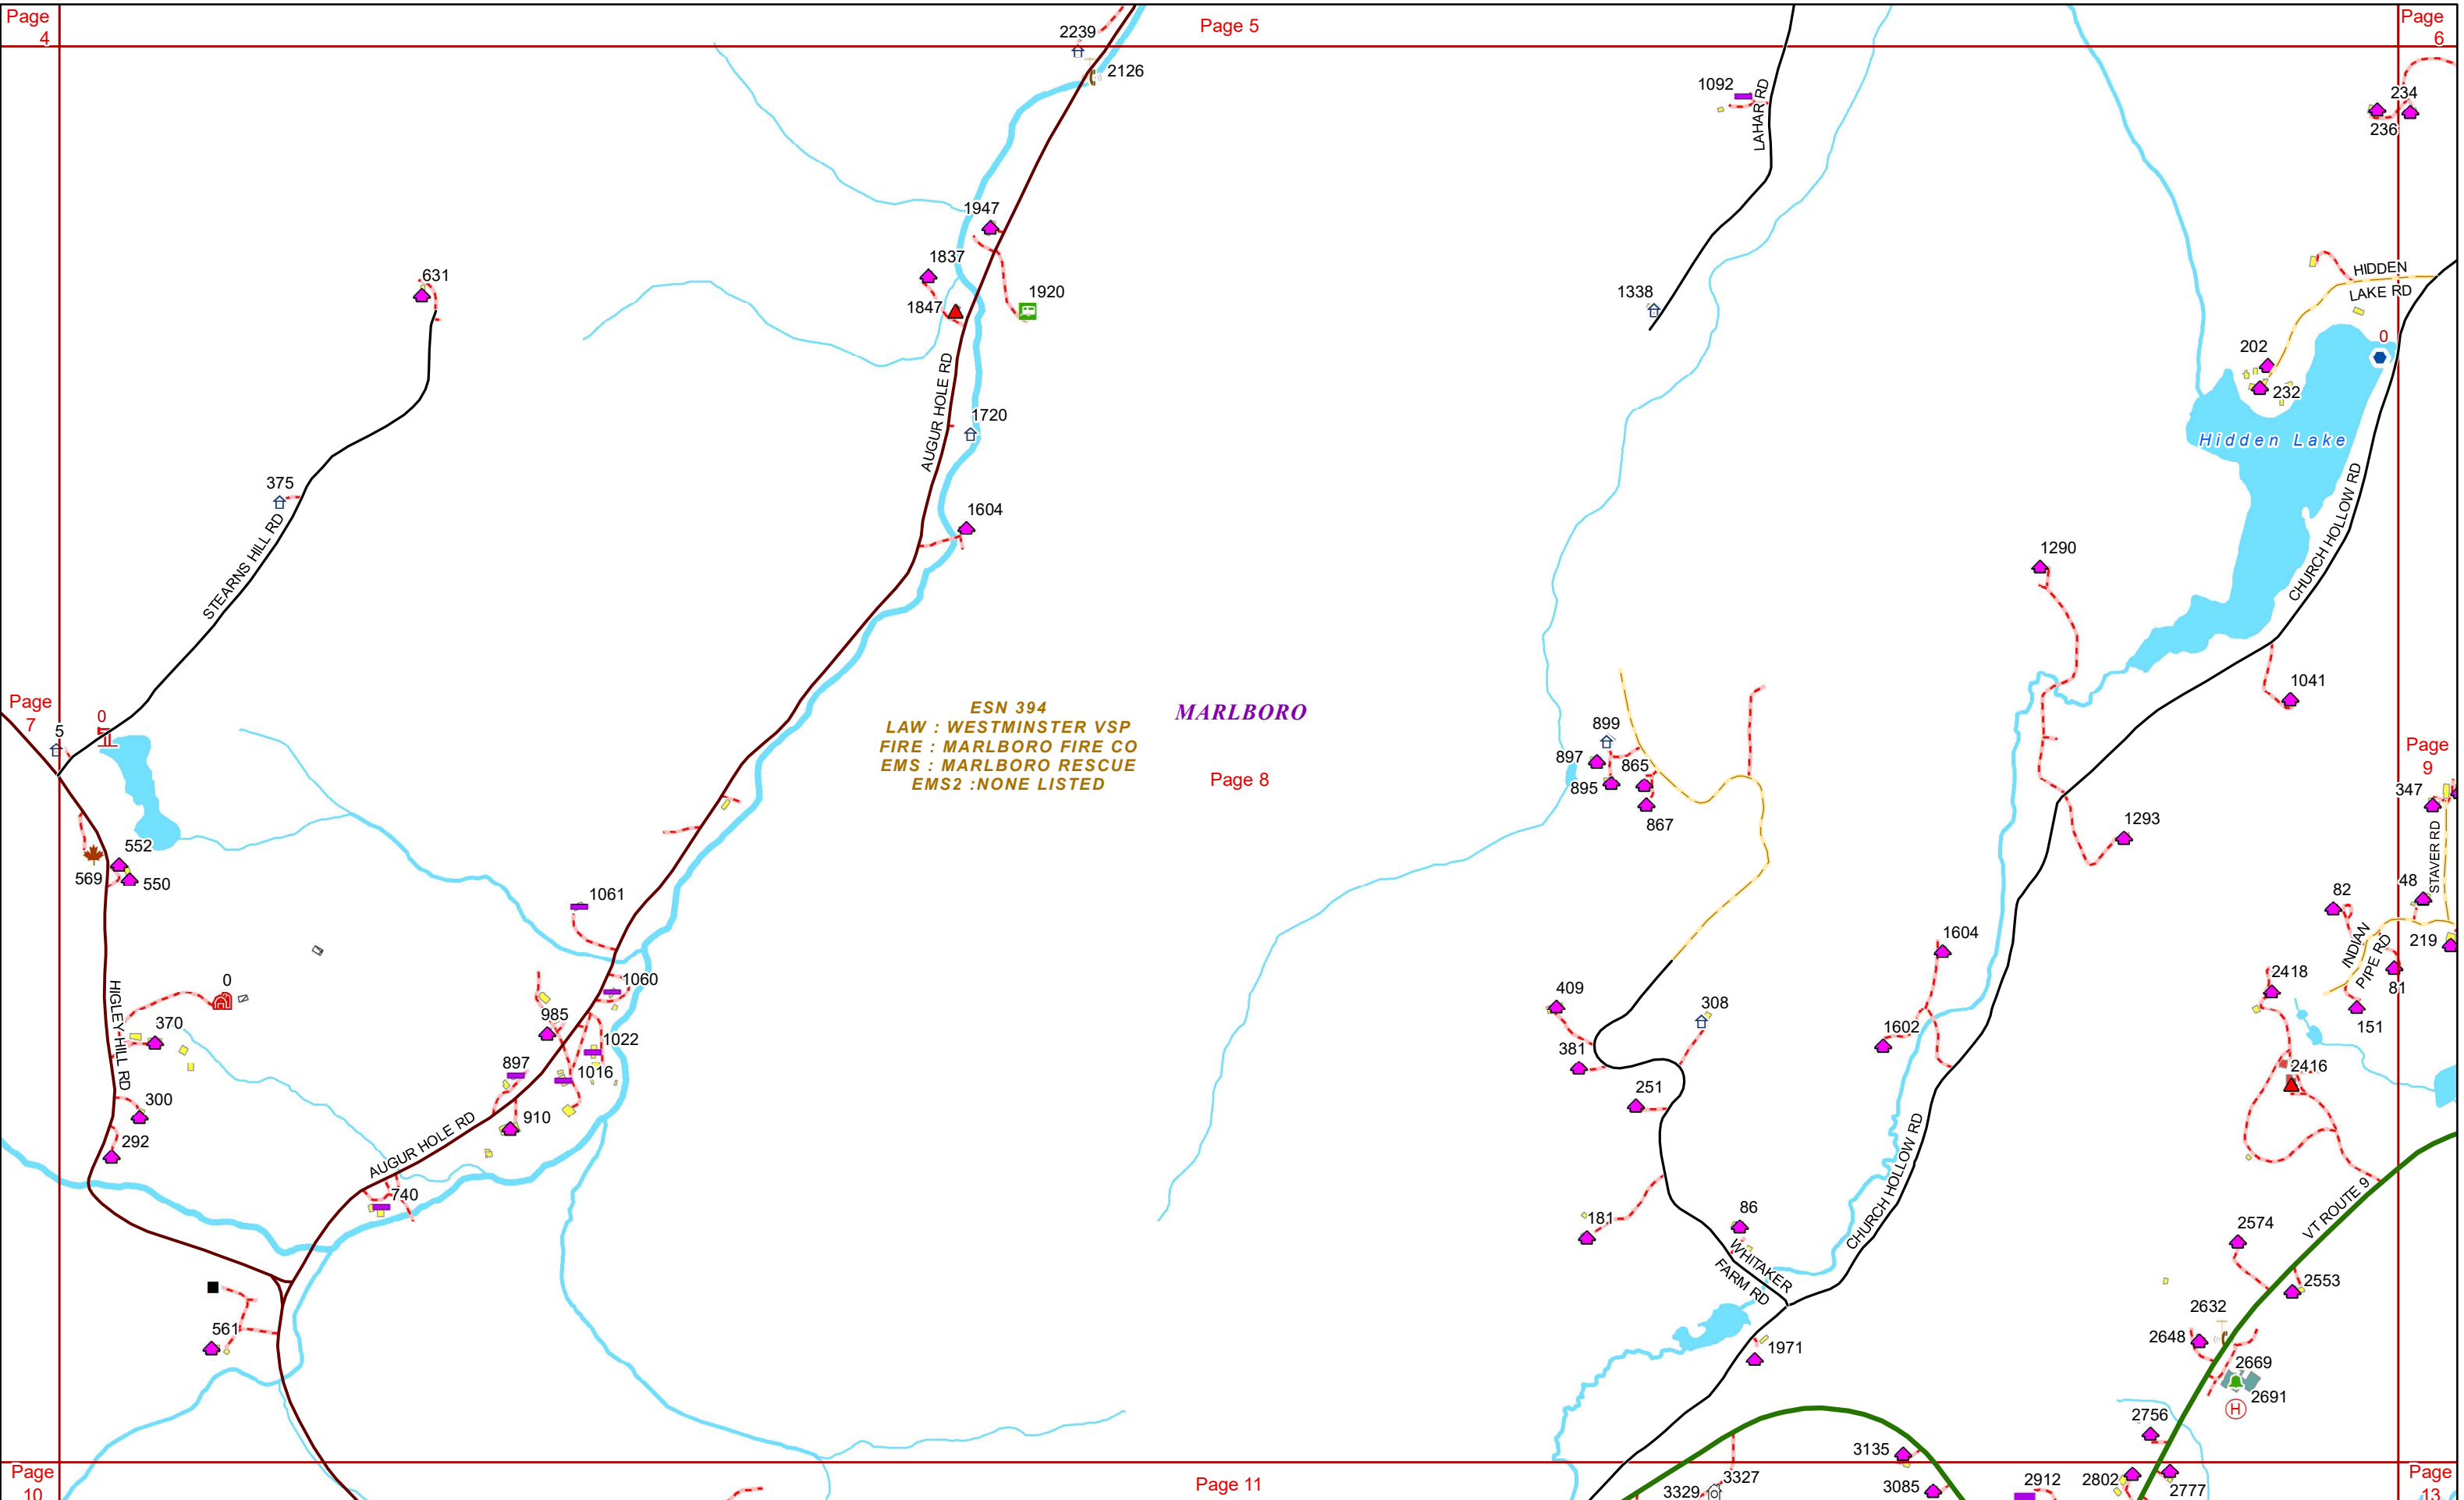 Page
4
Page 5
Page
6
2239
2126
1092
LAHAR RD
234
236
1947
1837
1847
1920
631
1338
HIDDEN
LAKE RD
0
202
232
Hidden Lake
AUGUR HOLE RD
1720
375
STEARNS HILL RD
1604
CHURCH HOLLOW RD
1290
1041
Page
7
5
0
ESN 394
LAW : WESTMINSTER VSP
FIRE : MARLBORO FIRE CO
EMS : MARLBORO RESCUE
EMS2 :NONE LISTED
MARLBORO
Page 8
899
897
865
895
867
Page
9
347
STAVER RD
1293
552
569
550
1061
82
48
219
INDIAN
PIPE RD
81
151
1604
1602
2418
2416
0
HIGLEY HILL RD
370
1060
985
1022
1016
897
910
409
308
381
251
300
292
AUGUR HOLE RD
740
181
86
WHITAKER
FARM RD
CHURCH HOLLOW RD
VT ROUTE 9
2574
2553
2632
2648
2669
2691
H
561
1971
2756
3135
Page
10
Page 11
3327
3329
3085
2912
2802
2777
Page
13